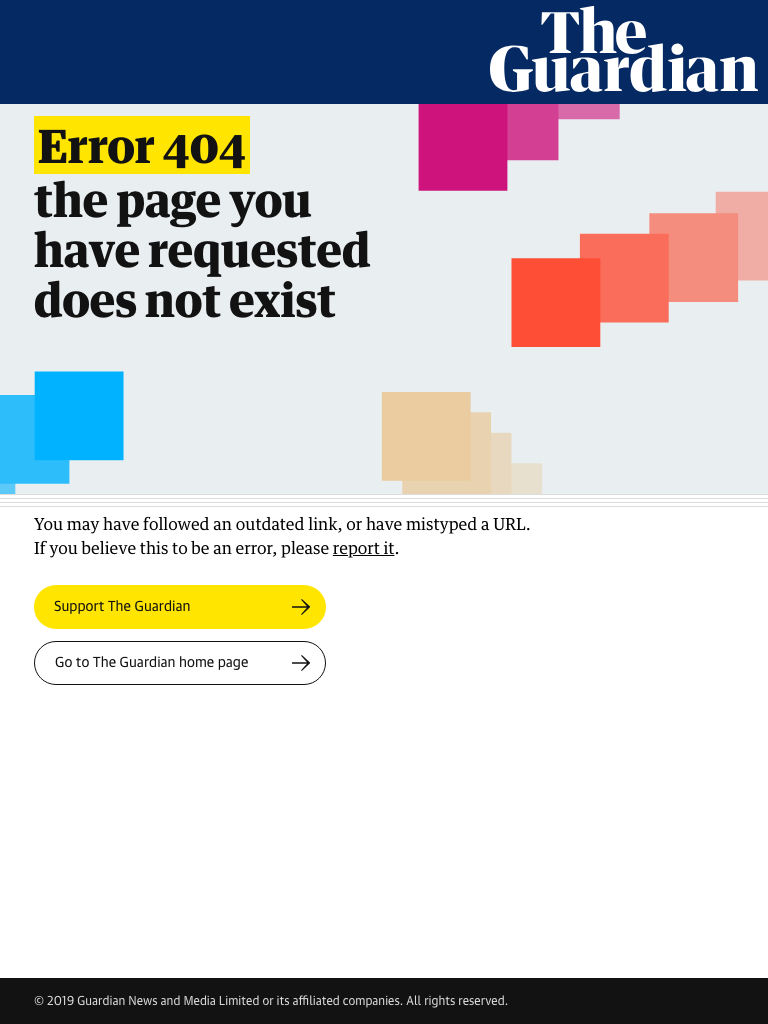 The
Guardian
Error 404
the page you
have requested
does not exist
You may have followed an outdated link, or have mistyped a URL.
If you believe this to be an error, please report it.
Support The Guardian
Go to The Guardian home page
© 2019 Guardian News and Media Limited or its affiliated companies. All rights reserved.